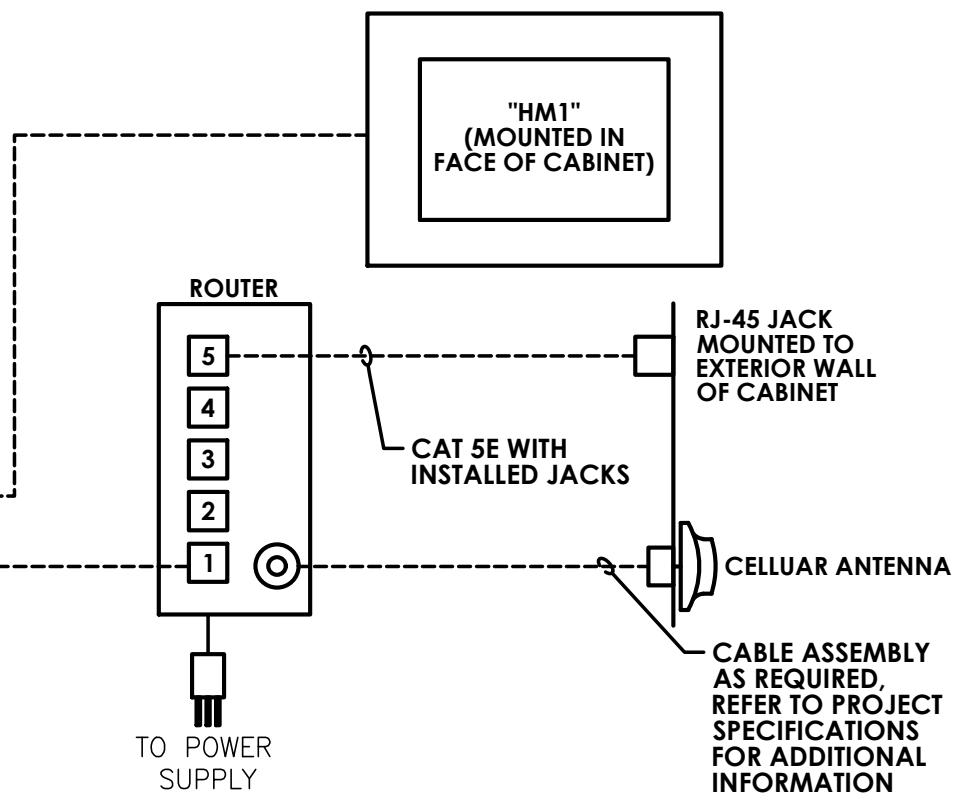 "HM1"
(MOUNTED IN
FACE OF CABINET)
ROUTER
5
4
3
2
1
RJ-45 JACK
MOUNTED TO
EXTERIOR WALL
OF CABINET
CAT 5E WITH
INSTALLED JACKS
CELLUAR ANTENNA
CABLE ASSEMBLY
AS REQUIRED,
REFER TO PROJECT
SPECIFICATIONS
FOR ADDITIONAL
INFORMATION
TO POWER
SUPPLY